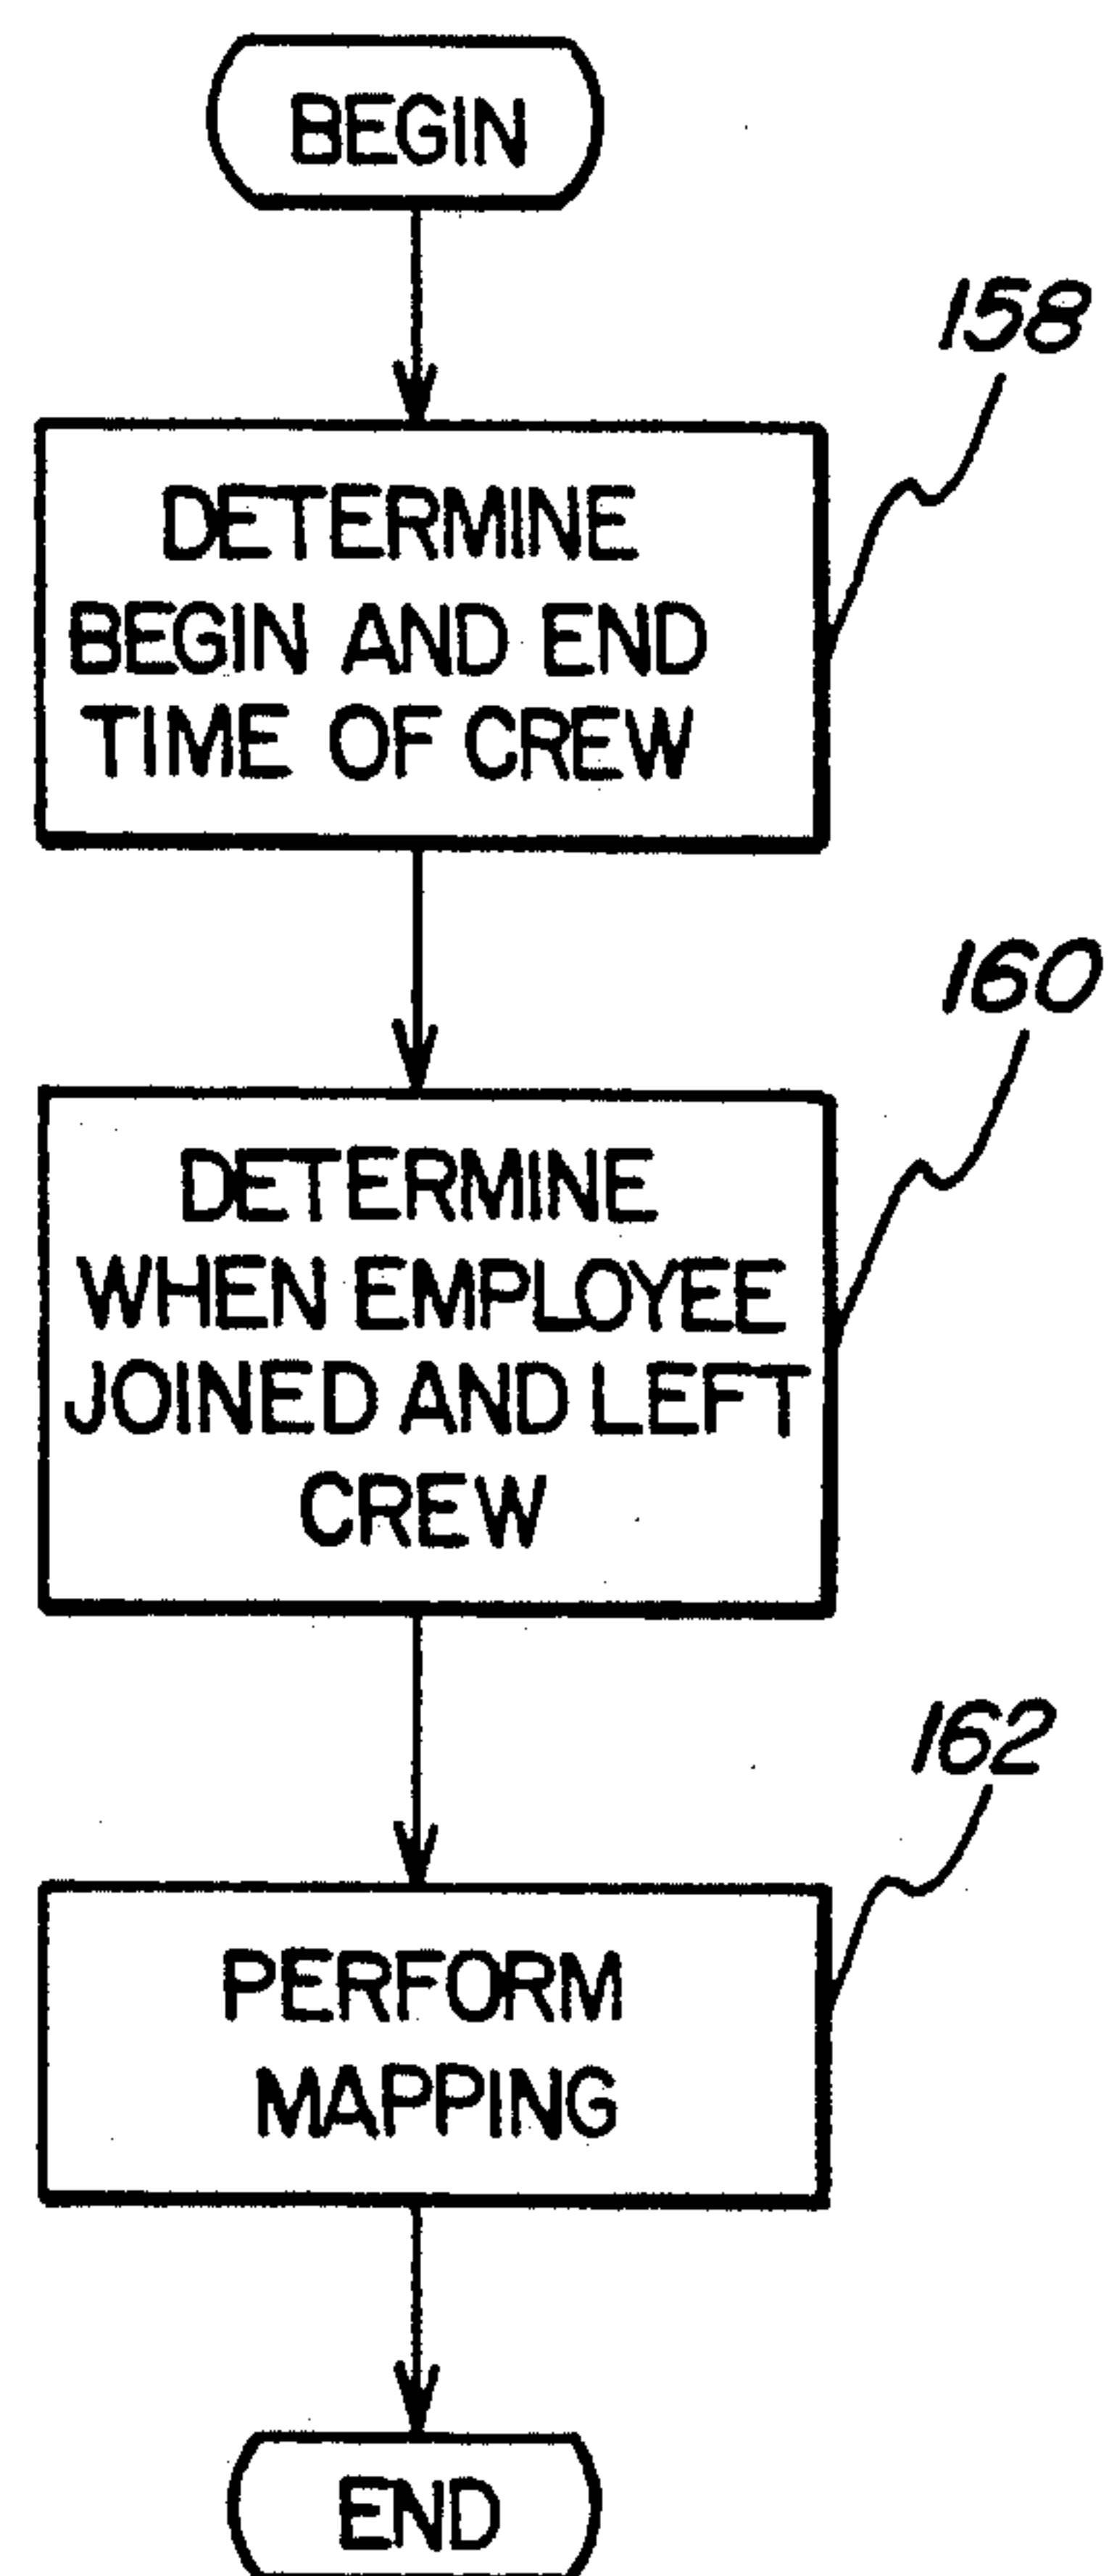 BEGIN
158
DETERMINE
BEGIN AND END
TIME OF CREW
160
DETERMINE
WHEN EMPLOYEE
JOINED AND LEFT
CREW
162
PERFORM
MAPPING
END